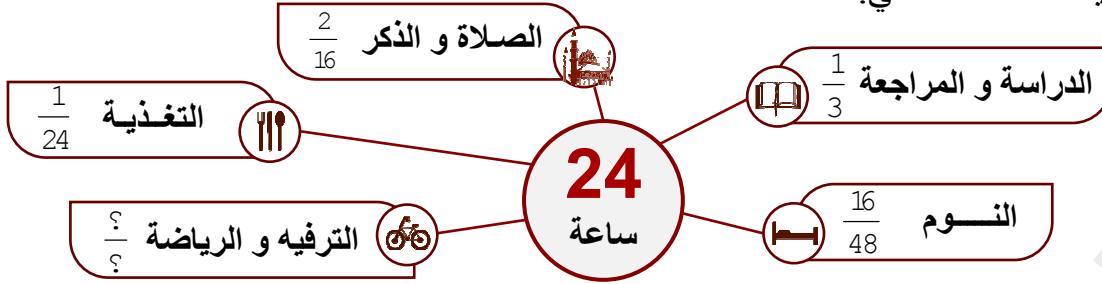 الصلاة و الذكر 2/16
الدراسة و المراجعة 1/3
التغـذيـة 1/24
24
ساعة
النـــوم 16/48
الترفيه و الرياضة ؟/؟